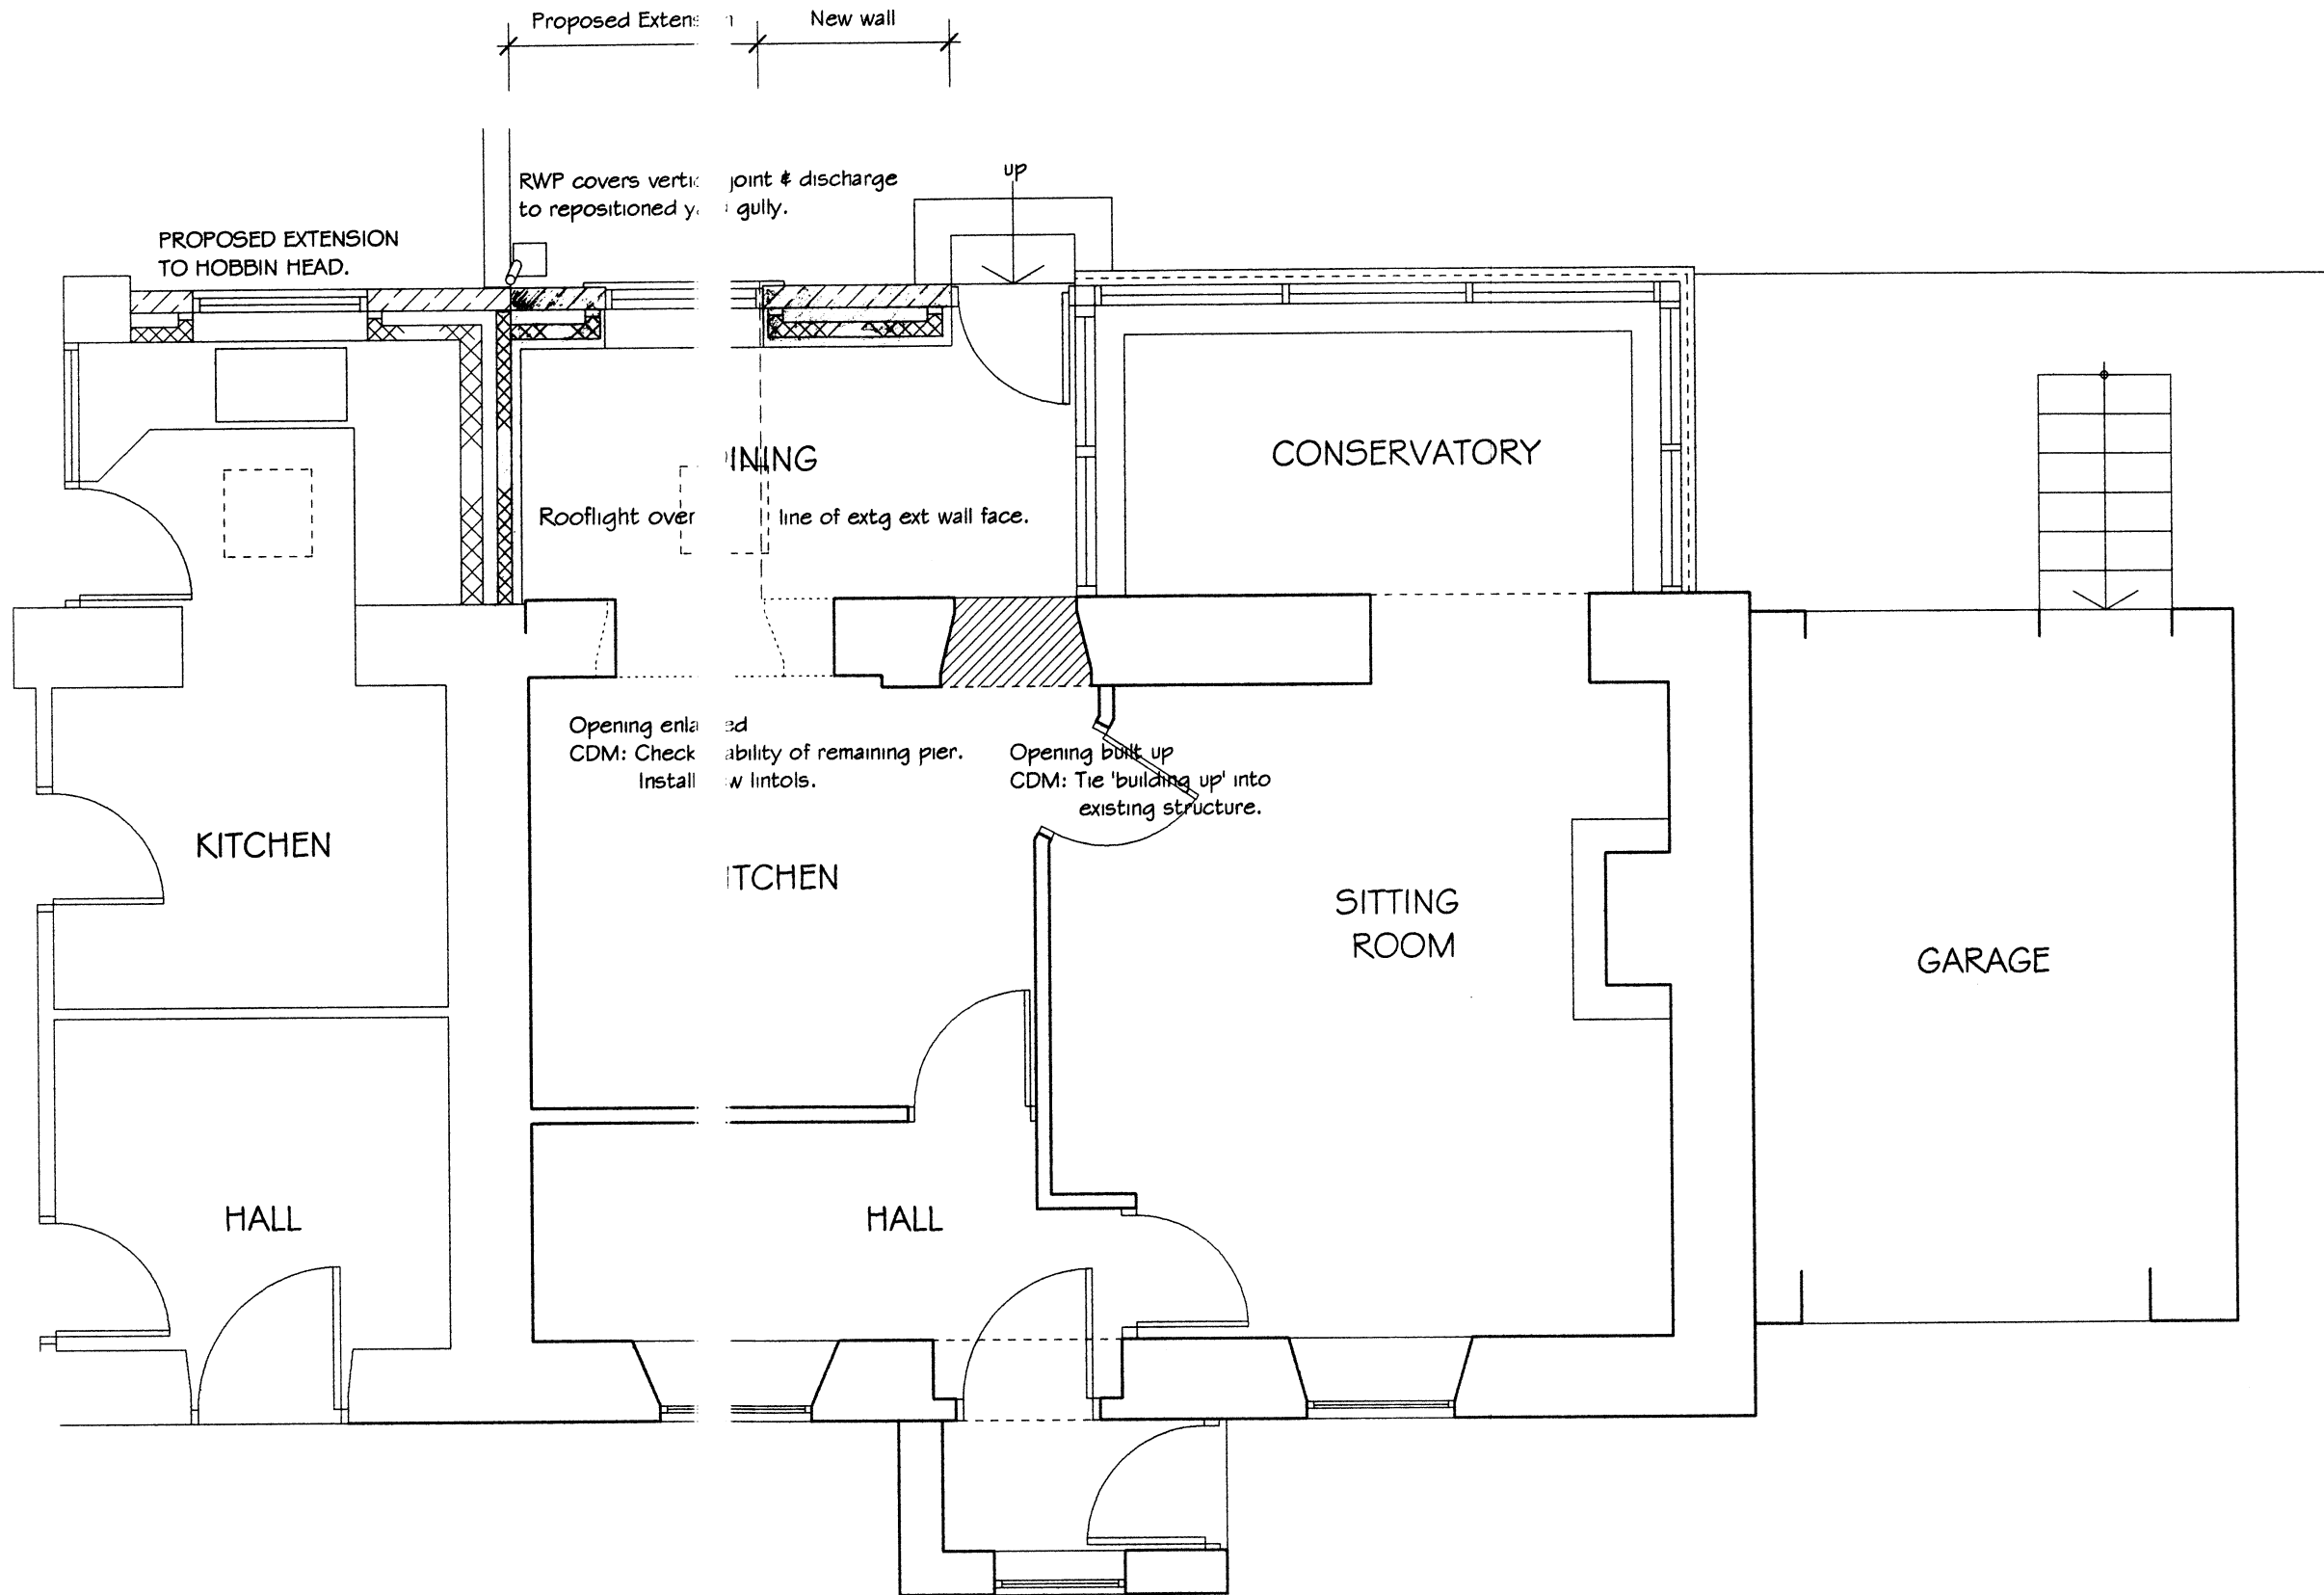 Proposed Extens n
New wall
RWP covers verti joint & discharge
to repositioned y gully.
up
PROPOSED EXTENSION
TO HOBBIN HEAD.
INING
CONSERVATORY
Rooflight over line of extg ext wall face.
Opening enla ed
CDM: Check ability of remaining pier.
Install w lintols.
Opening built up
CDM: Tie 'building up' into
existing structure.
KITCHEN
ITCHEN
SITTING
ROOM
GARAGE
HALL
HALL